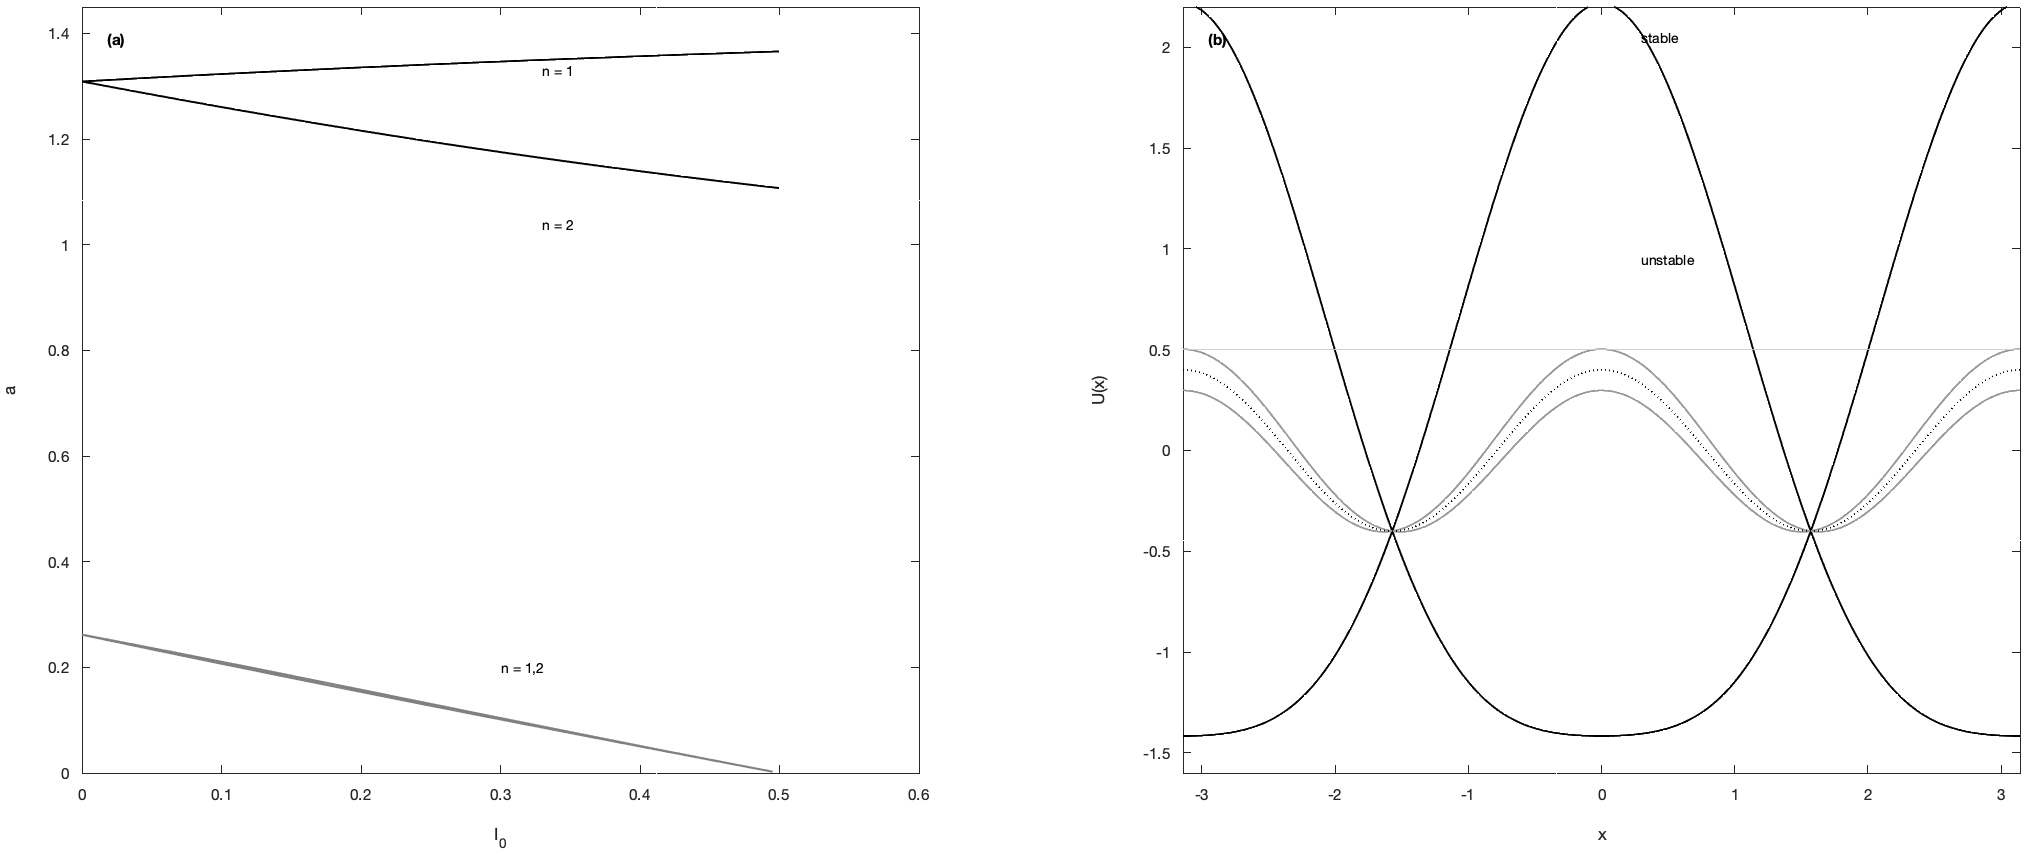 (a)
1.4
1.2
1
0.8
0.6
0.4
0.2
0
n = 1
n = 2
n = 1,2
0 0.1 0.2 0.3 0.4 0.5 0.6
a
I0
(b)
2
1.5
1
0.5
0
-0.5
-1
-1.5
stable
unstable
-3 -2 -1 0 1 2 3
U(x)
x